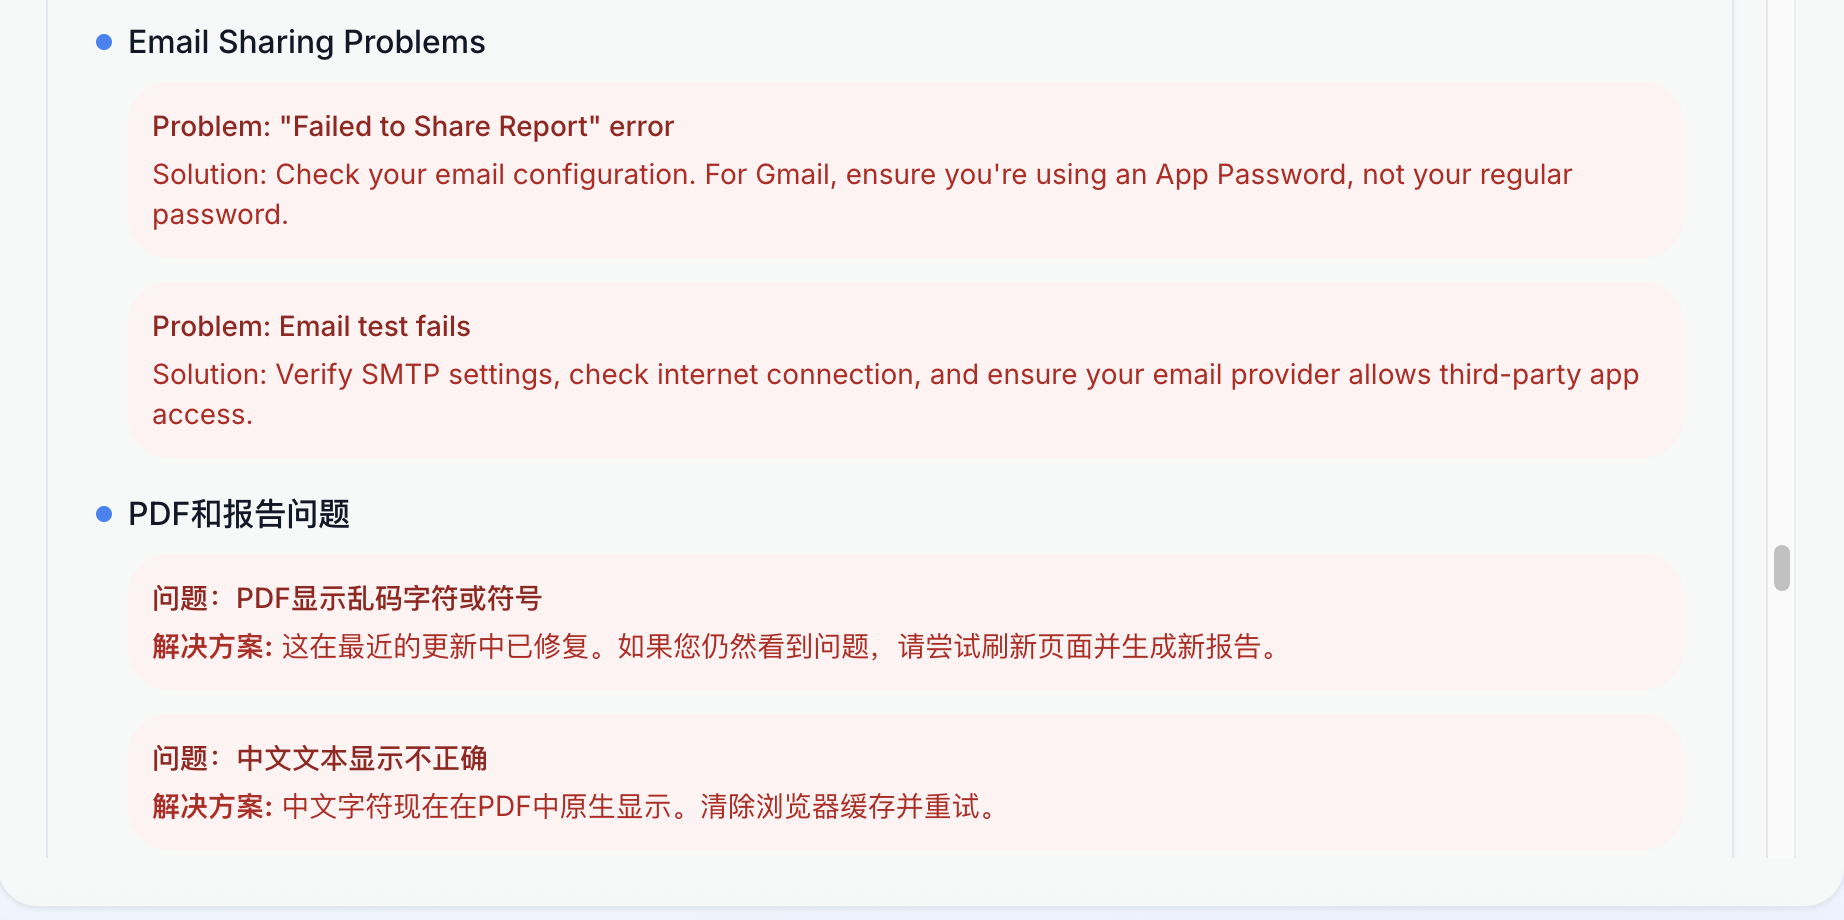 Email Sharing Problems
Problem: "Failed to Share Report" error
Solution: Check your email configuration. For Gmail, ensure you're using an App Password, not your regular
password.
Problem: Email test fails
Solution: Verify SMTP settings, check internet connection, and ensure your email provider allows third-party app
access.
PDF和报告问题
问题：PDF显示乱码字符或符号
解决方案: 这在最近的更新中已修复。如果您仍然看到问题，请尝试刷新页面并生成新报告。
问题：中文文本显示不正确
解决方案: 中文字符现在在PDF中原生显示。清除浏览器缓存并重试。